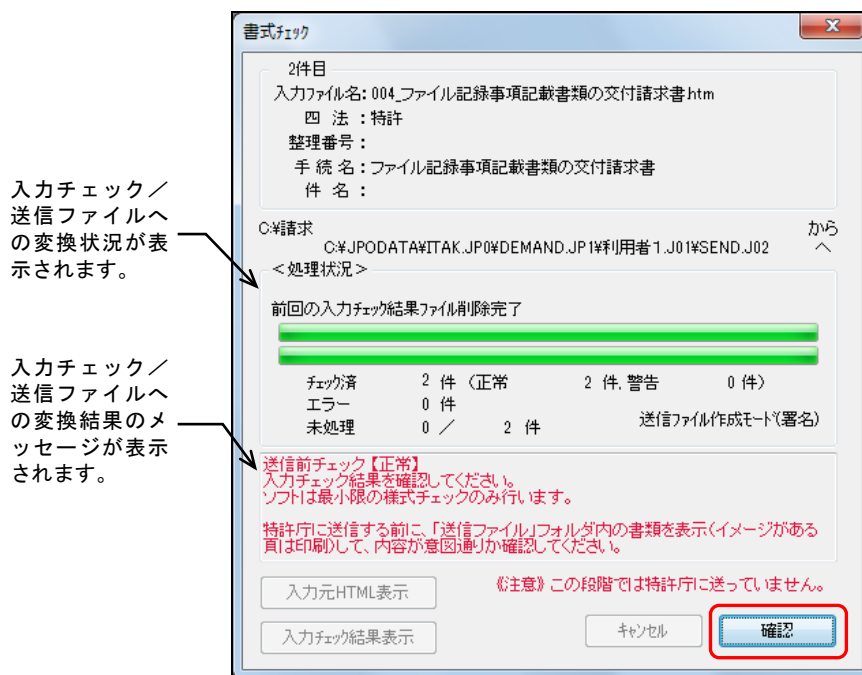 書式ﾁｪｯｸ
2件目
入力ﾌｧｲﾙ名：004_ファイル記録事項記載書類の交付請求書.htm
四 法：特許
整理番号：
手 続 名：ファイル記録事項記載書類の交付請求書
件 名：
入力チェック／
送信ファイルへ
の変換状況が表
示されます。
C:¥請求 から
C:¥JPODATA¥ITAK.JP0¥DEMAND.JP1¥利用者1.J01¥SEND.J02 へ
＜処理状況＞
前回の入力ﾁｪｯｸ結果ﾌｧｲﾙ削除完了
チェック済 2 件 （正常 2 件, 警告 0 件）
エラー 0 件
未処理 0 ／ 2 件 送信ﾌｧｲﾙ作成ﾓｰﾄﾞ(署名)
入力チェック／
送信ファイルへ
の変換結果のメ
ッセージが表示
されます。
送信前チェック【正常】
入力チェック結果を確認してください。
ソフトは最小限の様式チェックのみ行います。
特許庁に送信する前に、「送信ファイル」フォルダ内の書類を表示（イメージがある
頁は印刷）して、内容が意図通りか確認してください。
入力元HTML表示
《注意》この段階では特許庁に送っていません。
入力ﾁｪｯｸ結果表示
ｷｬﾝｾﾙ
確認